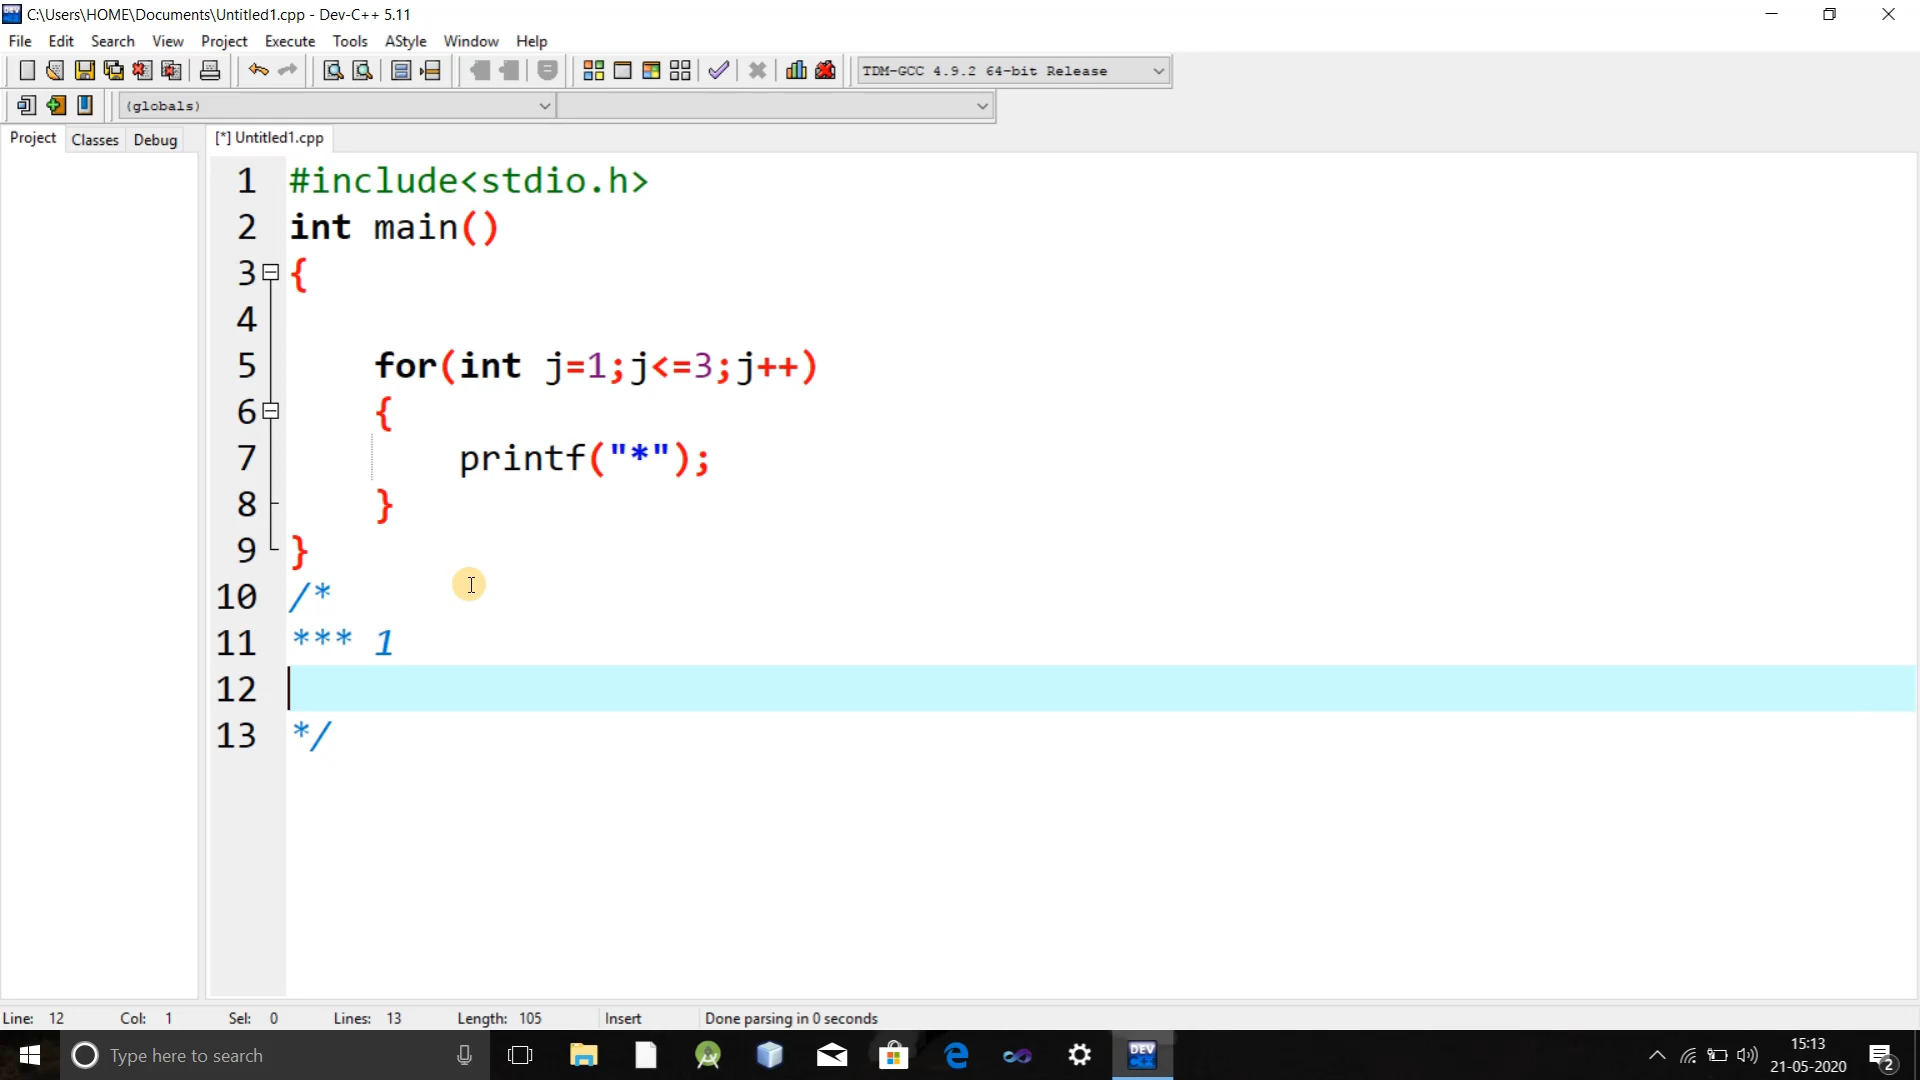 C:\Users\HOME\Documents\Untitled1.cpp - Dev-C++ 5.11
File Edit Search View Project Execute Tools AStyle Window Help
TDM-GCC 4.9.2 64-bit Release
(globals)
Project Classes Debug [*] Untitled1.cpp
1 #include<stdio.h>
2 int main()
3 {
4
5 for(int j=1;j<=3;j++)
6 {
7 printf("*");
8 }
9 }
10 /*
11 *** 1
12
13 */
Line: 12 Col: 1 Sel: 0 Lines: 13 Length: 105 Insert Done parsing in 0 seconds
Type here to search
DEV
15:13
21-05-2020
2